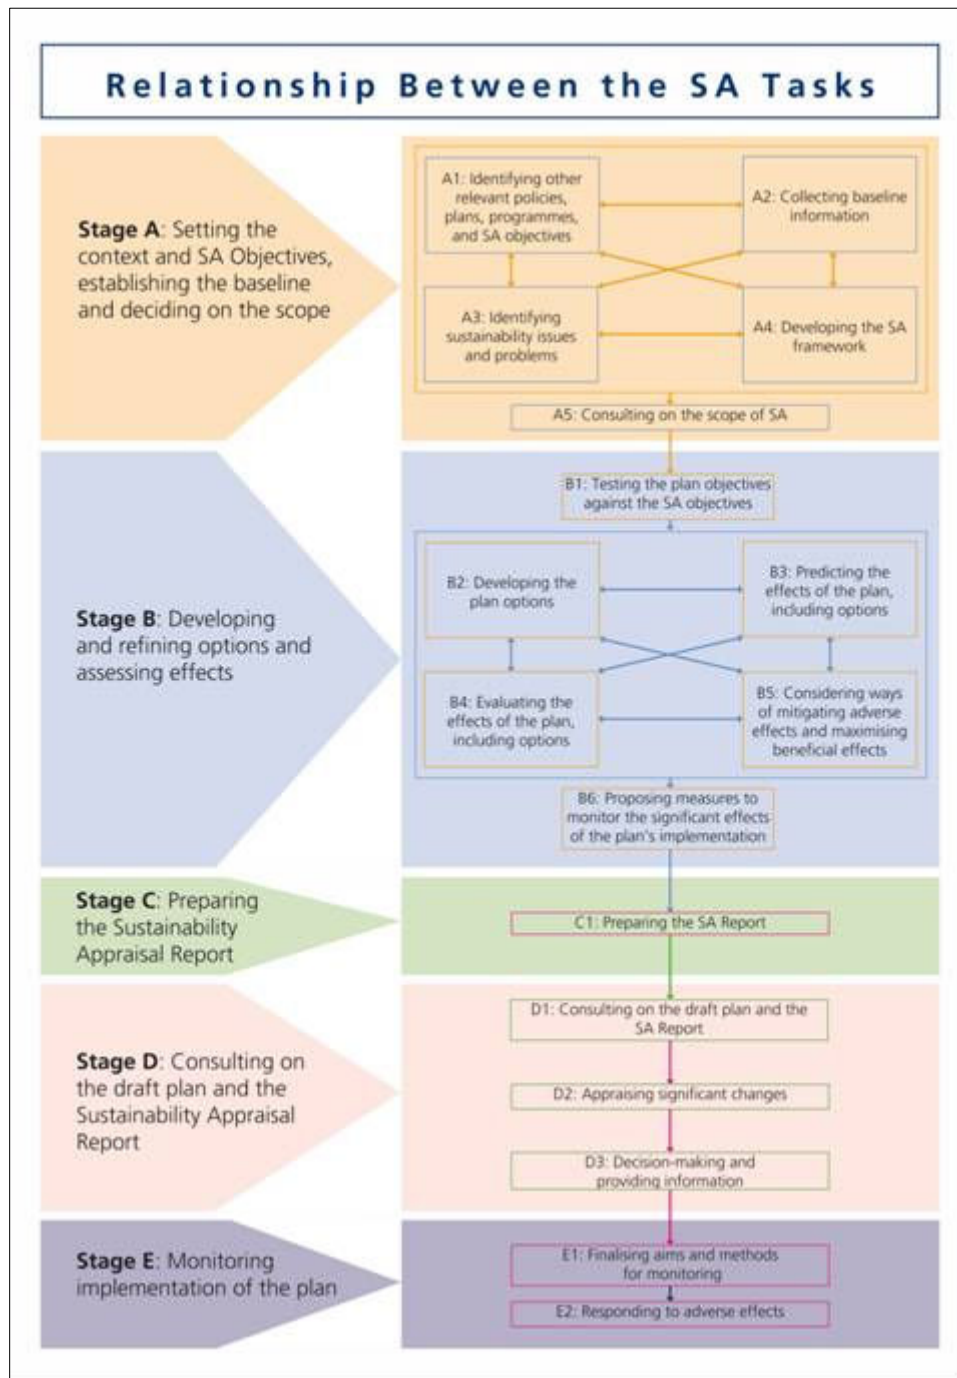 Relationship Between the SA Tasks
Stage A: Setting the
context and SA Objectives,
establishing the baseline
and deciding on the scope
A1: Identifying other
relevant policies,
plans, programmes,
and SA objectives
A2: Collecting baseline
information
A3: Identifying
sustainability issues
and problems
A4: Developing the SA
framework
A5: Consulting on the scope of SA
Stage B: Developing
and refining options and
assessing effects
B1: Testing the plan objectives
against the SA objectives
B2: Developing the
plan options
B3: Predicting the
effects of the plan,
including options
B4: Evaluating the
effects of the plan,
including options
B5: Considering ways
of mitigating adverse
effects and maximising
beneficial effects
B6: Proposing measures to
monitor the significant effects
of the plan's implementation
Stage C: Preparing
the Sustainability
Appraisal Report
C1: Preparing the SA Report
Stage D: Consulting on
the draft plan and the
Sustainability Appraisal
Report
D1: Consulting on the draft plan and the
SA Report
D2: Appraising significant changes
D3: Decision-making and
providing information
Stage E: Monitoring
implementation of the plan
E1: Finalising aims and methods
for monitoring
E2: Responding to adverse effects